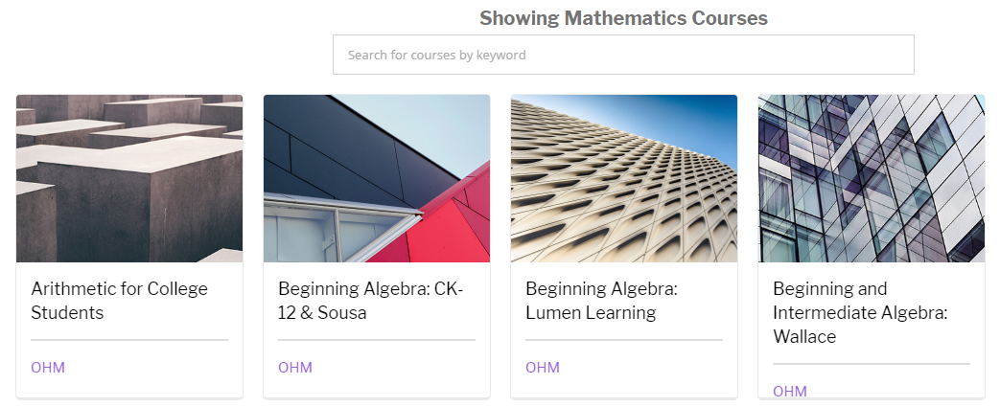 Showing Mathematics Courses
Search for courses by keyword
Arithmetic for College
Students
OHM
Beginning Algebra: CK-
12 & Sousa
OHM
Beginning Algebra:
Lumen Learning
OHM
Beginning and
Intermediate Algebra:
Wallace
OHM